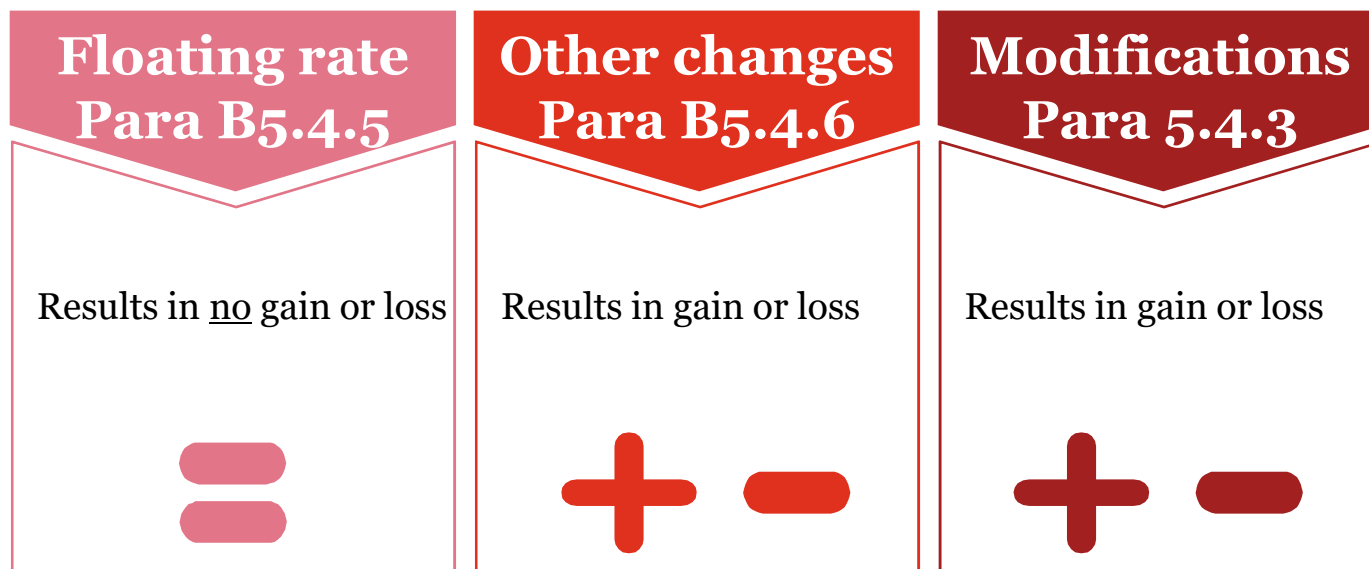 Floating rate
Para B5.4.5
Results in no gain or loss
Other changes
Para B5.4.6
Results in gain or loss
Modifications
Para 5.4.3
Results in gain or loss